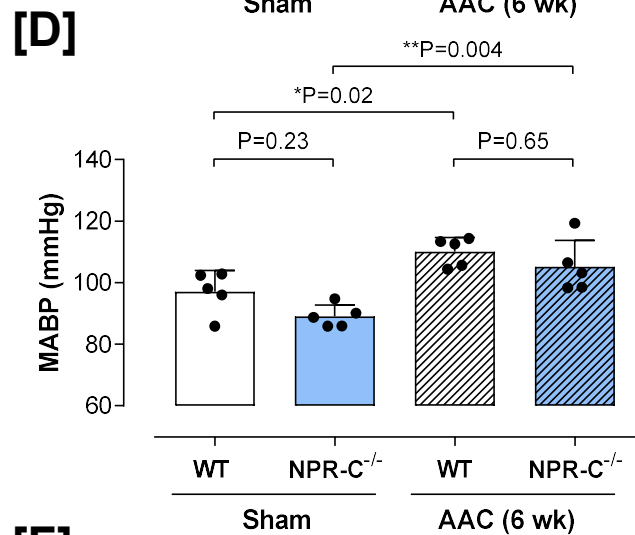 Sham AAC (6 wk)
[D]
**P=0.004
*P=0.02
P=0.23 P=0.65
140
120
100
80
60
MABP (mmHg)
WT NPR-C-/- WT NPR-C-/-
Sham AAC (6 wk)
[E]